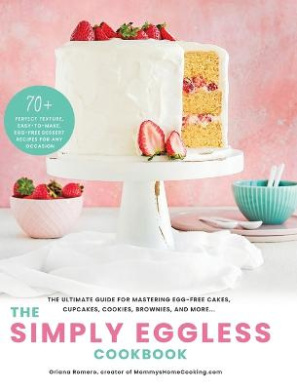 70+
PERFECT TEXTURE,
EASY-TO-MAKE,
EGG-FREE DESSERT
RECIPES FOR ANY
OCCASION
THE ULTIMATE GUIDE FOR MASTERING EGG-FREE CAKES,
CUPCAKES, COOKIES, BROWNIES, AND MORE...
THE
SIMPLY EGGLESS
COOKBOOK
Oriana Romero, creator of MommysHomeCooking.com